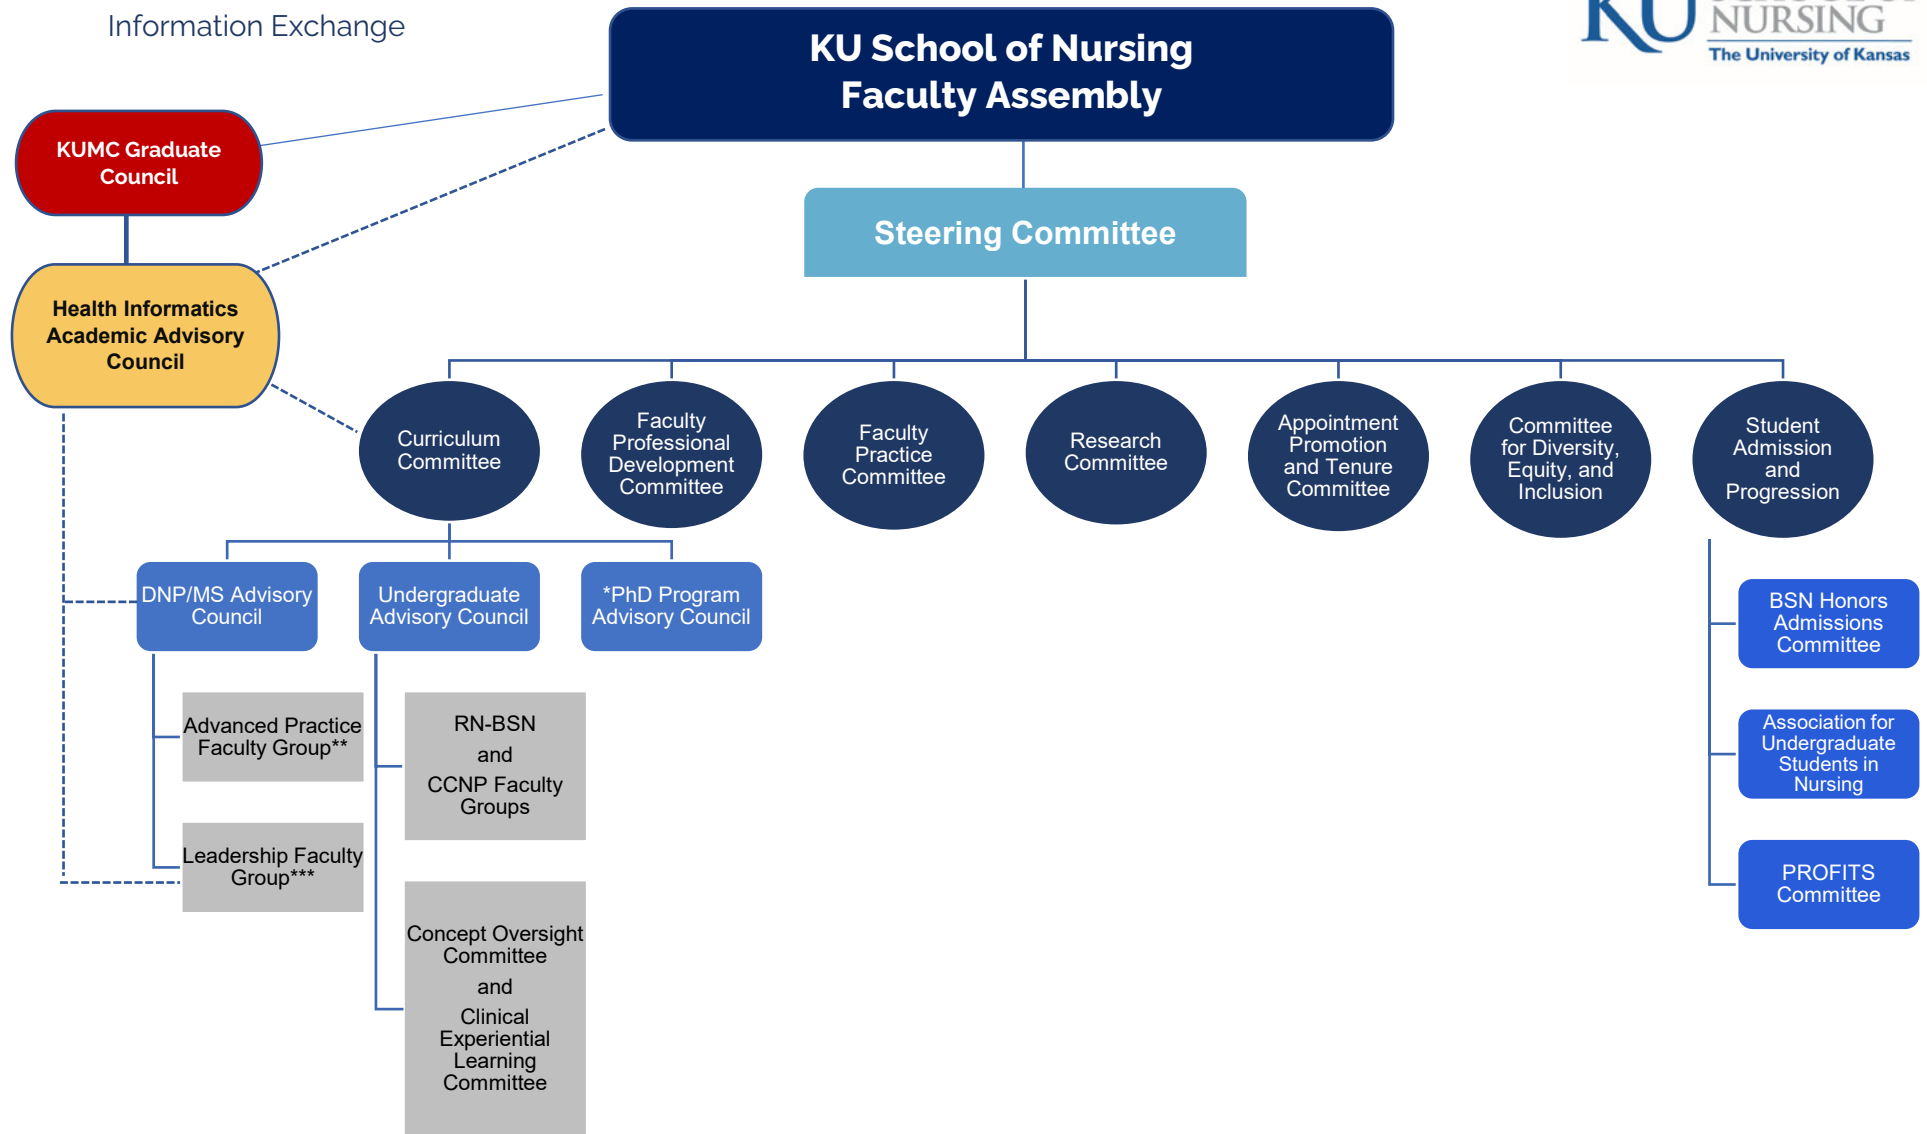 Information Exchange
KU School of Nursing
Faculty Assembly
KU
NURSING
The University of Kansas
KUMC Graduate
Council
Steering Committee
Health Informatics
Academic Advisory
Council
Curriculum
Committee
Faculty
Professional
Development
Committee
Faculty
Practice
Committee
Research
Committee
Appointment
Promotion
and Tenure
Committee
Committee
for Diversity,
Equity, and
Inclusion
Student
Admission
and
Progression
DNP/MS Advisory
Council
Undergraduate
Advisory Council
*PhD Program
Advisory Council
BSN Honors
Admissions
Committee
Advanced Practice
Faculty Group**
RN-BSN
and
CCNP Faculty
Groups
Association for
Undergraduate
Students in
Nursing
Leadership Faculty
Group***
PROFITS
Committee
Concept Oversight
Committee
and
Clinical
Experiential
Learning
Committee